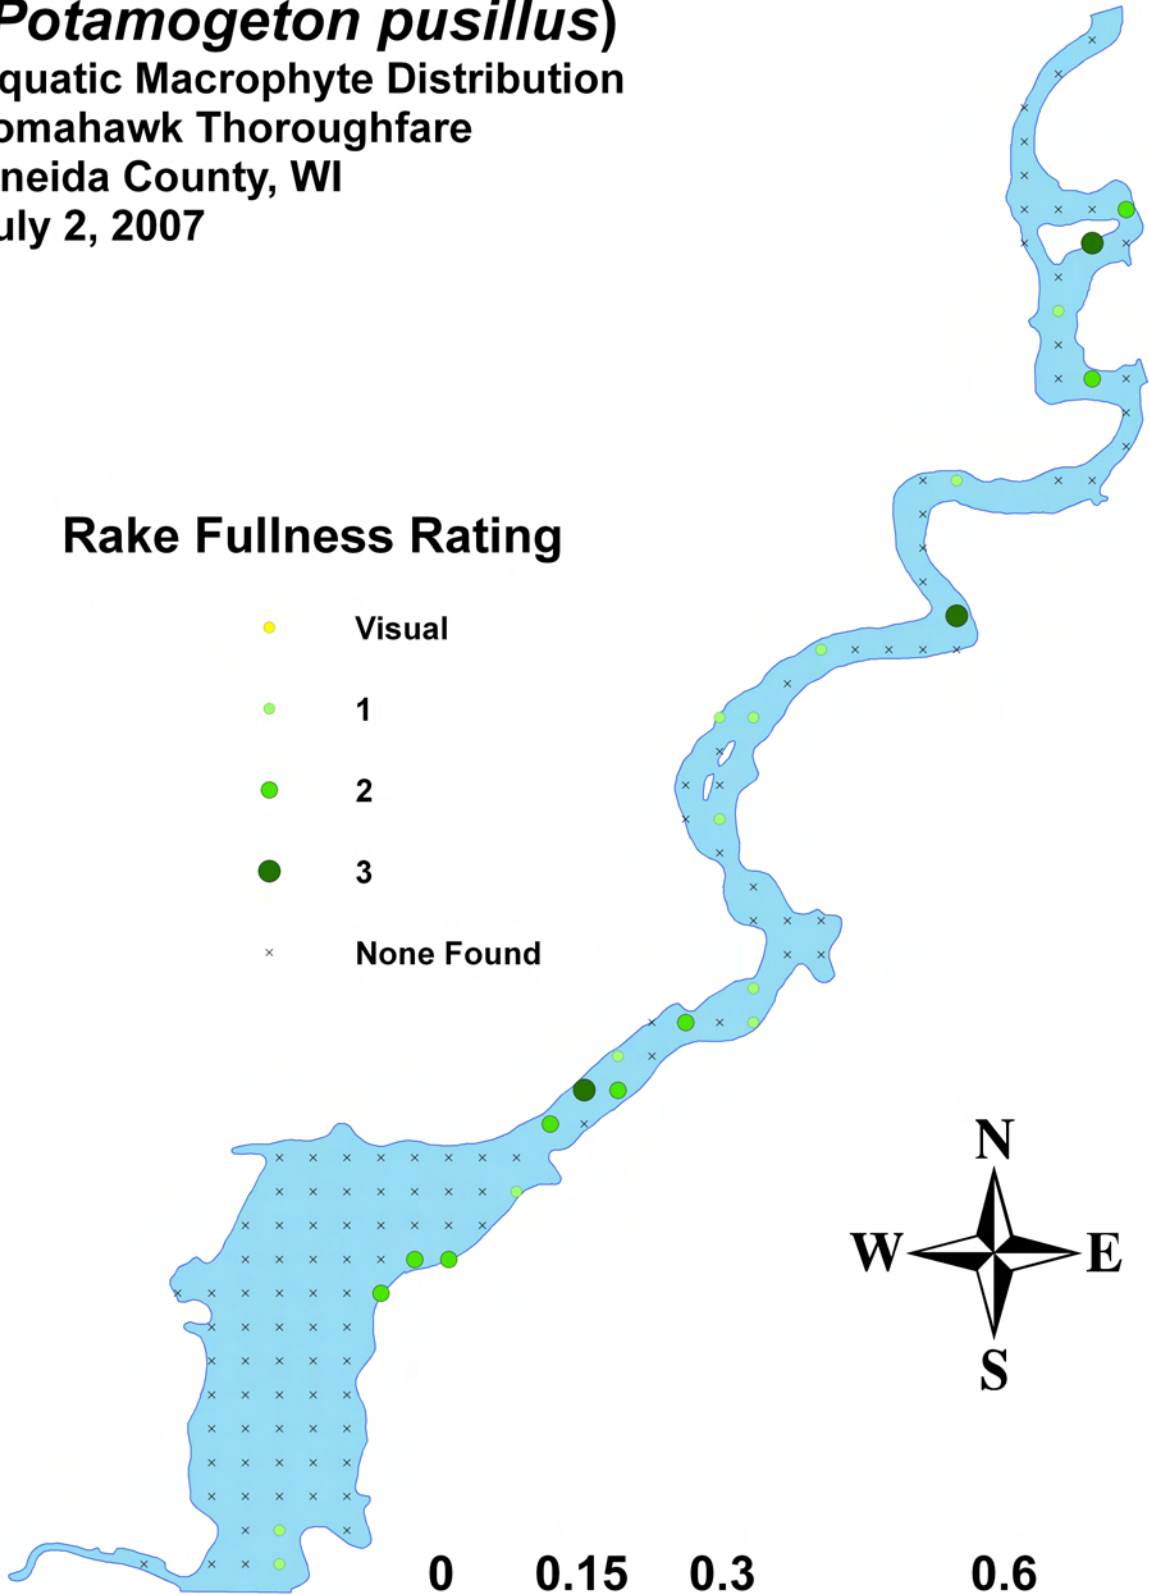 Potamogeton pusillus)
quatic Macrophyte Distribution
omahawk Thoroughfare
neida County, WI
uly 2, 2007
Rake Fullness Rating
Visual
1
2
3
None Found
N
W E
S
0 0.15 0.3 0.6